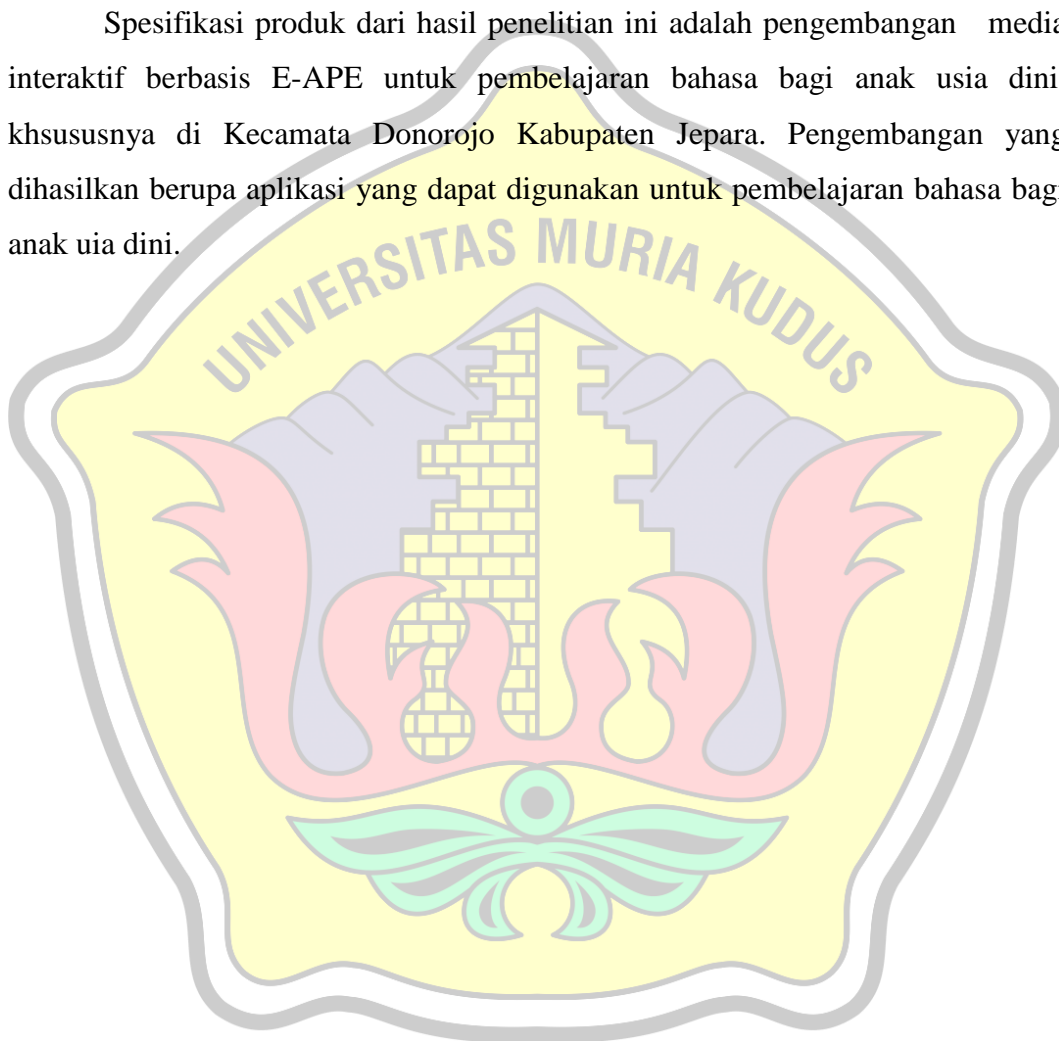 Spesifikasi produk dari hasil penelitian ini adalah pengembangan media
interaktif berbasis E-APE untuk pembelajaran bahasa bagi anak usia dini
khsususnya di Kecamata Donorojo Kabupaten Jepara. Pengembangan yang
dihasilkan berupa aplikasi yang dapat digunakan untuk pembelajaran bahasa bagi
anak uia dini.
UNIVERSITAS MURIA KUDUS